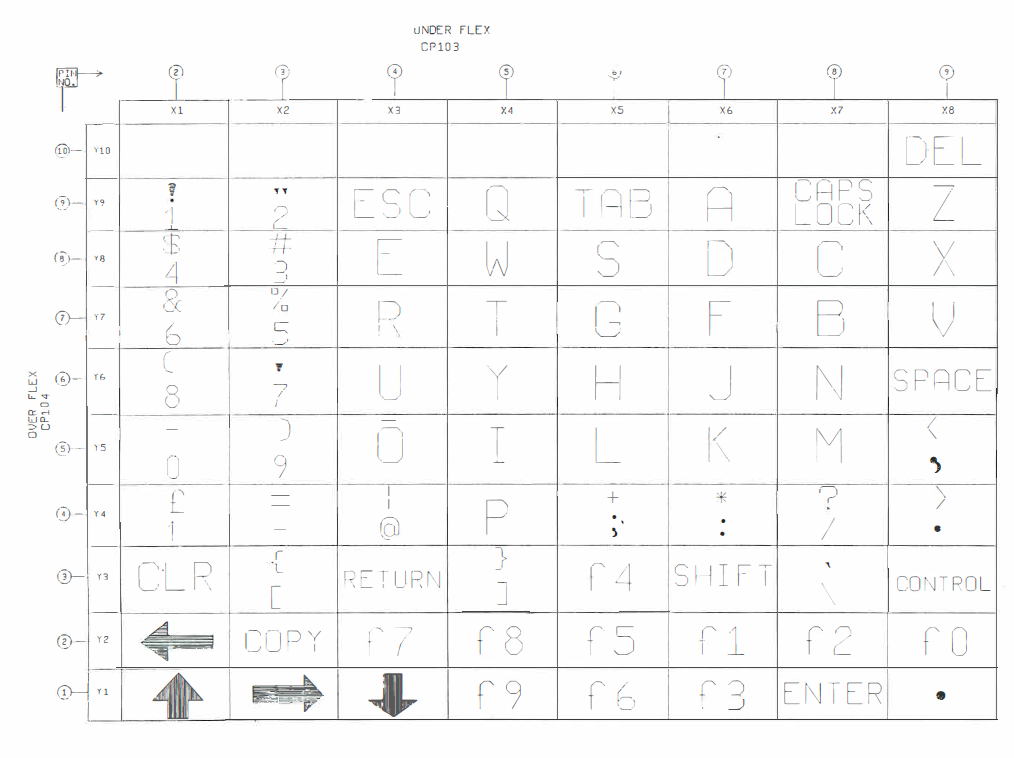 UNDER FLEX
CP103
PIN NO. 2 3 4 5 6 7 8 9
X1 X2 X3 X4 X5 X6 X7 X8
10 Y10 DEL
9 Y9 ! 1 " 2 ESC Q TAB A CAPS LOCK Z
8 Y8 $ 4 # 3 E W S D C X
7 Y7 & 6 % 5 R T G F B V
6 Y6 ( 8 ' 7 U Y H J N SPACE
OVER FLEX
CP104
5 Y5 _ 0 ) 9 O I L K M < ,
4 Y4 £ | = - ¦ @ P + ; * : ? / > .
3 Y3 CLR { [ RETURN } ] f4 SHIFT \ CONTROL
2 Y2 ← COPY f7 f8 f5 f1 f2 f0
1 Y1 ↑ → ↓ f9 f6 f3 ENTER •